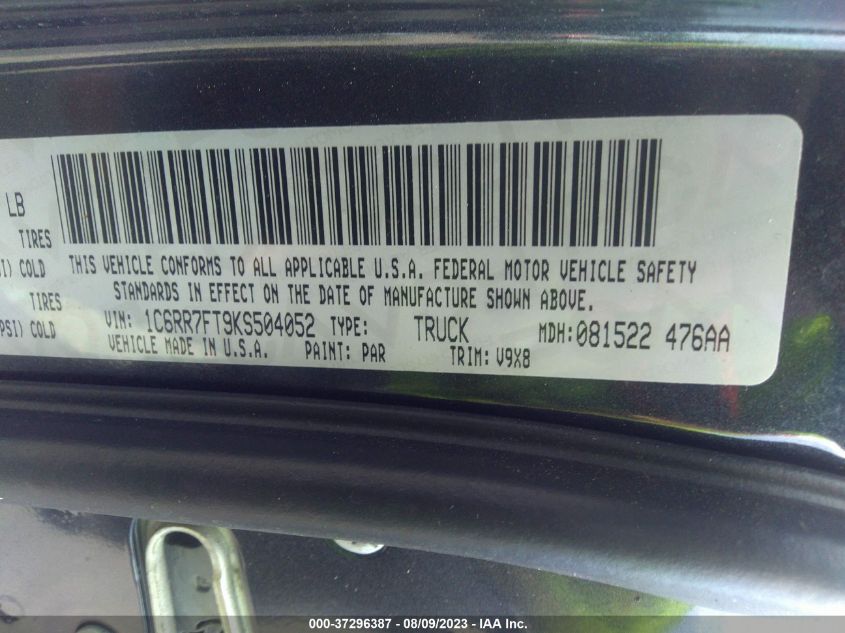 LB
TIRES
SI) COLD
TIRES
PSI) COLD
THIS VEHICLE CONFORMS TO ALL APPLICABLE U.S.A. FEDERAL MOTOR VEHICLE SAFETY
STANDARDS IN EFFECT ON THE DATE OF MANUFACTURE SHOWN ABOVE.
VIN: 1C6RR7FT9KS504052 TYPE: TRUCK MDH:081522 476AA
VEHICLE MADE IN U.S.A. PAINT: PAR TRIM: V9X8
000-37296387 - 08/09/2023 - IAA Inc.